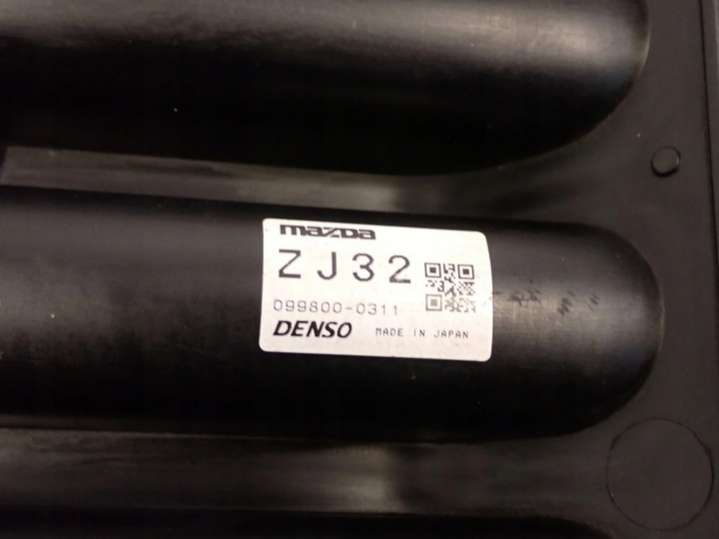 mazda
ZJ32
099800-0311
DENSO MADE IN JAPAN